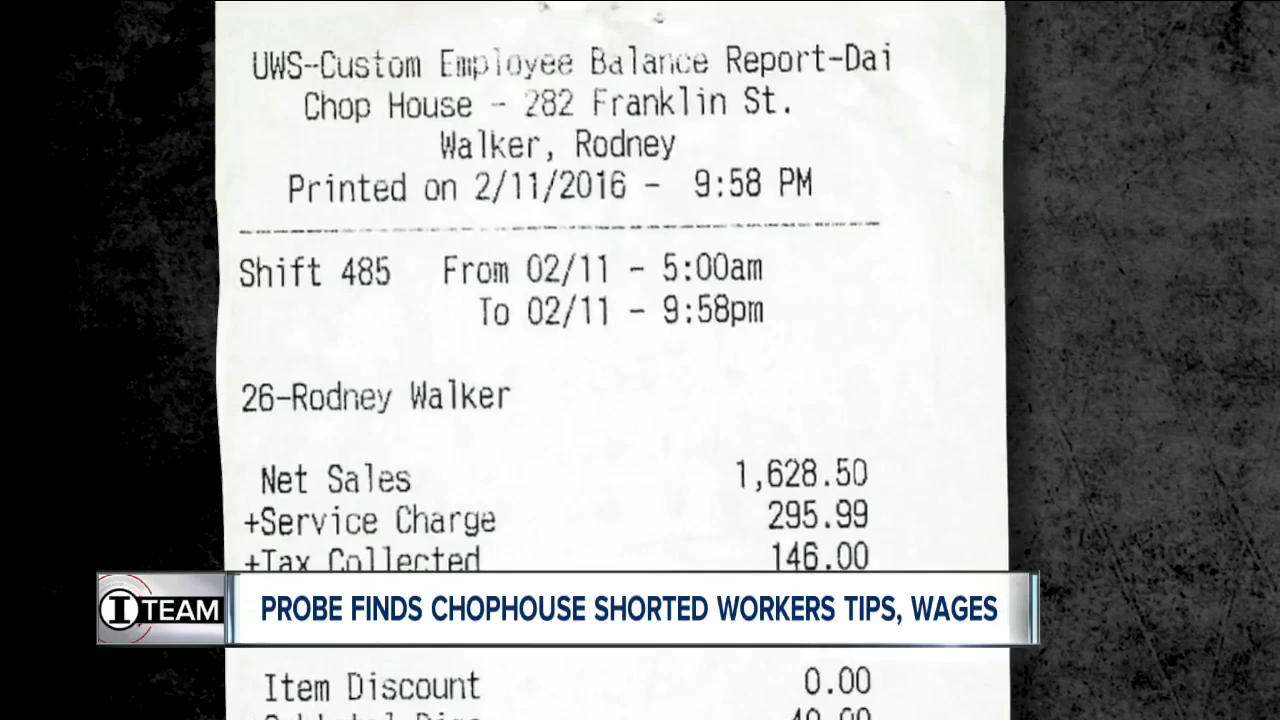 UWS-Custom Employee Balance Report-Dai
Chop House - 282 Franklin St.
Walker, Rodney
Printed on 2/11/2016 - 9:58 PM
Shift 485 From 02/11 - 5:00am
To 02/11 - 9:58pm
26-Rodney Walker
Net Sales 1,628.50
+Service Charge 295.99
+Tax Collected 146.00
I TEAM PROBE FINDS CHOPHOUSE SHORTED WORKERS TIPS, WAGES
Item Discount 0.00